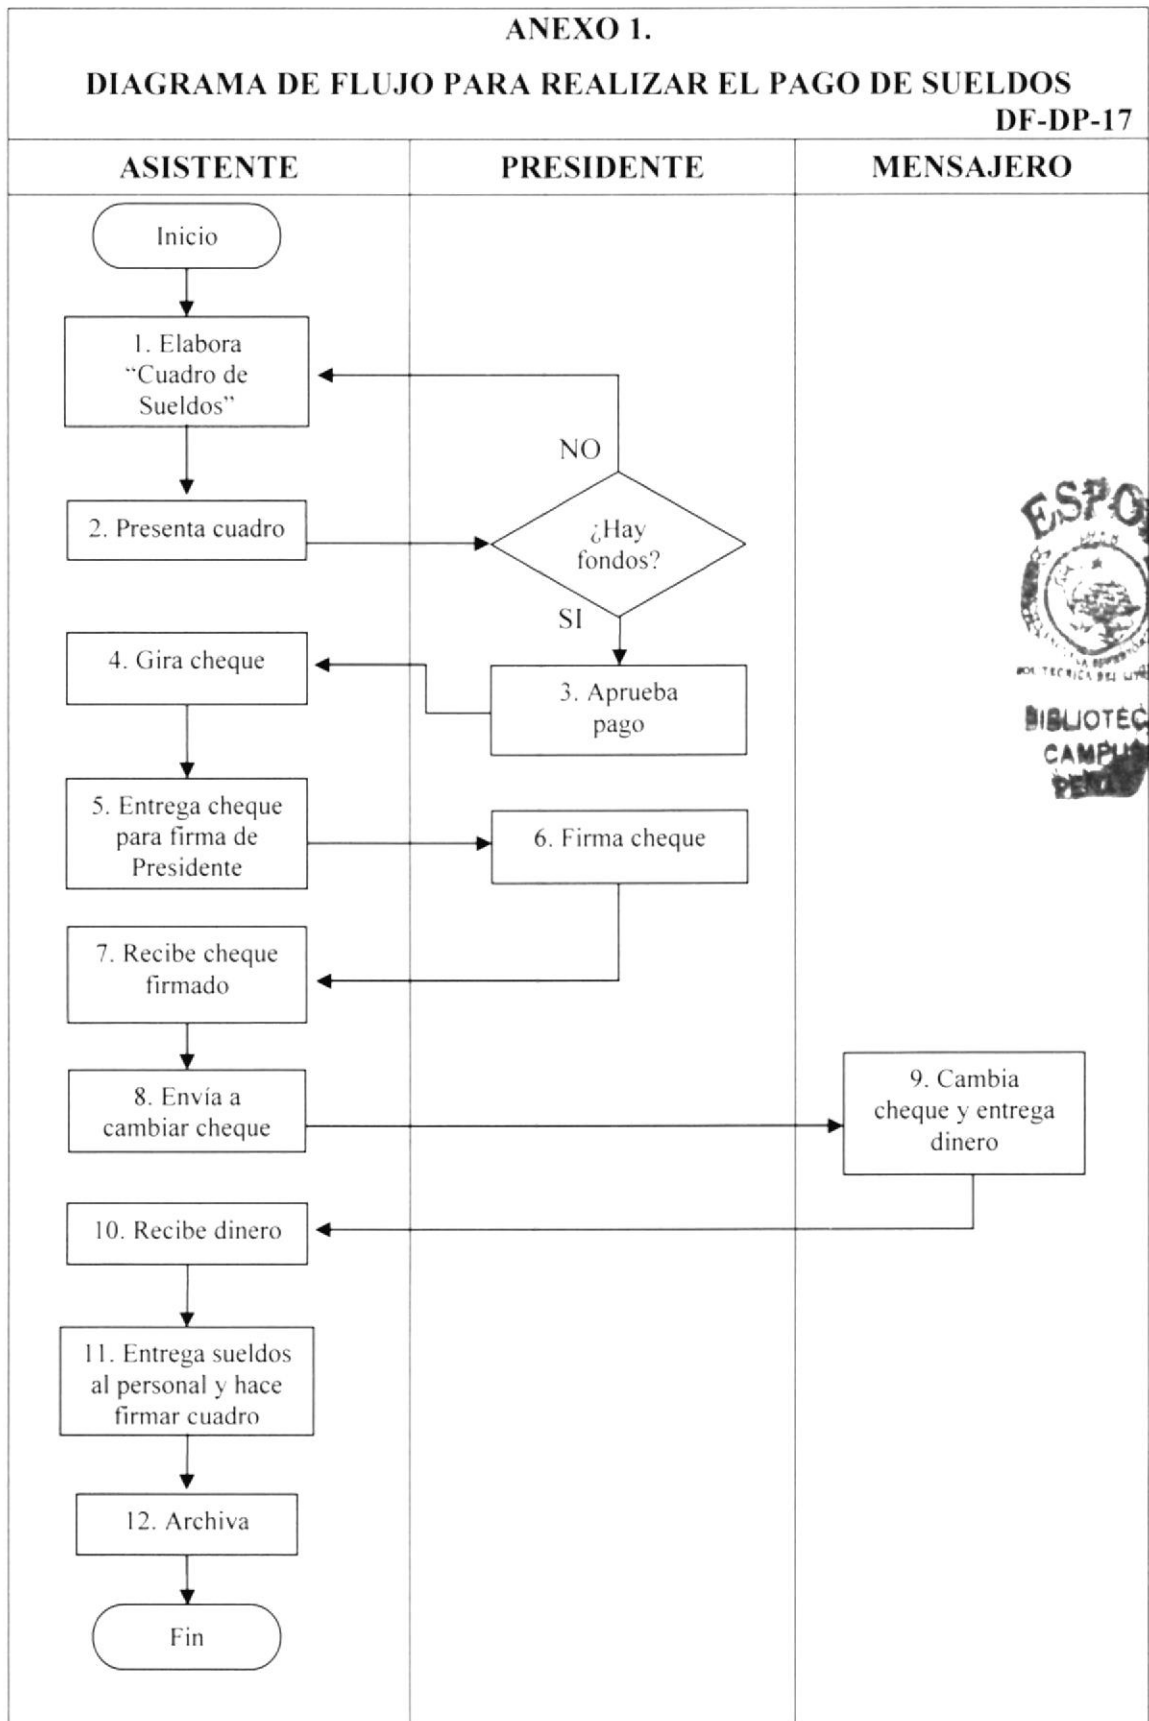 ANEXO 1.
DIAGRAMA DE FLUJO PARA REALIZAR EL PAGO DE SUELDOS
DF-DP-17
ASISTENTE
PRESIDENTE
MENSAJERO
Inicio
1. Elabora
“Cuadro de
Sueldos”
NO
2. Presenta cuadro
¿Hay
fondos?
SI
4. Gira cheque
3. Aprueba
pago
5. Entrega cheque
para firma de
Presidente
6. Firma cheque
7. Recibe cheque
firmado
8. Envía a
cambiar cheque
9. Cambia
cheque y entrega
dinero
10. Recibe dinero
11. Entrega sueldos
al personal y hace
firmar cuadro
12. Archiva
Fin
ESPO
BIBLIOTEC
CAMPUS